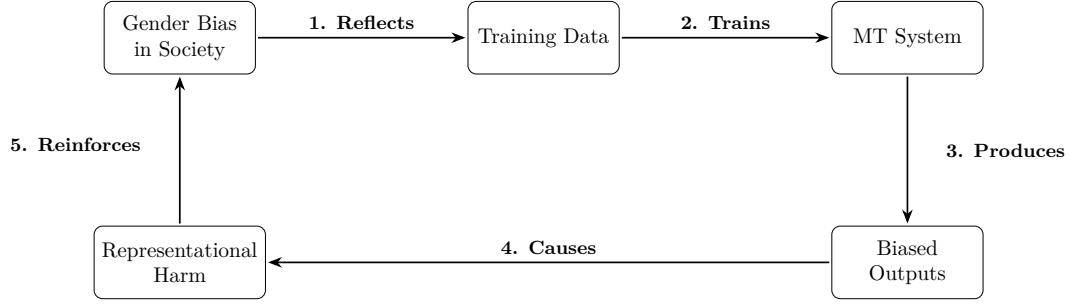 Gender Bias
in Society
1. Reflects
Training Data
2. Trains
MT System
3. Produces
Biased
Outputs
4. Causes
Representational
Harm
5. Reinforces